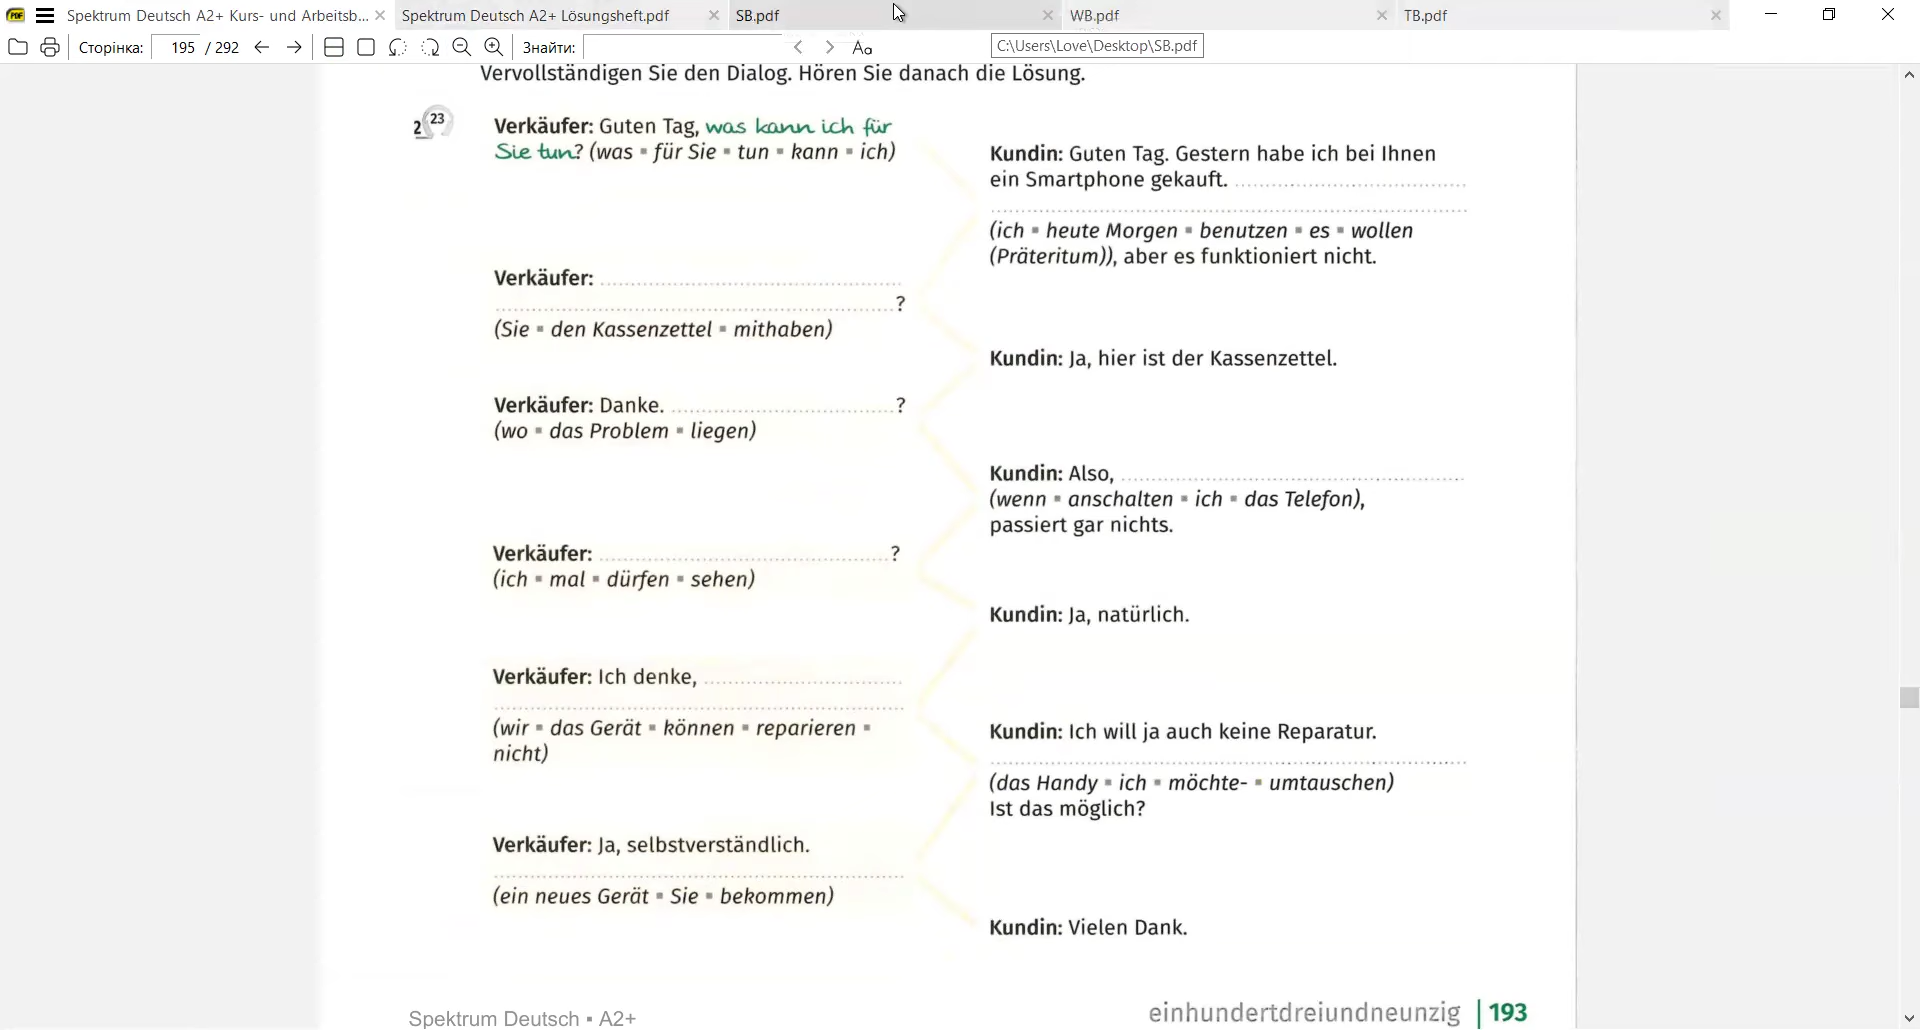 Spektrum Deutsch A2+ Kurs- und Arbeitsb...
Spektrum Deutsch A2+ Lösungsheft.pdf
SB.pdf
WB.pdf
TB.pdf
Сторінка: 195 / 292
Знайти:
C:\Users\Love\Desktop\SB.pdf
Vervollständigen Sie den Dialog. Hören Sie danach die Lösung.
2 23
Verkäufer: Guten Tag, was kann ich für
Sie tun? (was ▪ für Sie ▪ tun ▪ kann ▪ ich)
Kundin: Guten Tag. Gestern habe ich bei Ihnen
ein Smartphone gekauft.
(ich ▪ heute Morgen ▪ benutzen ▪ es ▪ wollen
(Präteritum)), aber es funktioniert nicht.
Verkäufer:
?
(Sie ▪ den Kassenzettel ▪ mithaben)
Kundin: Ja, hier ist der Kassenzettel.
Verkäufer: Danke. ?
(wo ▪ das Problem ▪ liegen)
Kundin: Also,
(wenn ▪ anschalten ▪ ich ▪ das Telefon),
passiert gar nichts.
Verkäufer: ?
(ich ▪ mal ▪ dürfen ▪ sehen)
Kundin: Ja, natürlich.
Verkäufer: Ich denke,
(wir ▪ das Gerät ▪ können ▪ reparieren ▪
nicht)
Kundin: Ich will ja auch keine Reparatur.
(das Handy ▪ ich ▪ möchte- ▪ umtauschen)
Ist das möglich?
Verkäufer: Ja, selbstverständlich.
(ein neues Gerät ▪ Sie ▪ bekommen)
Kundin: Vielen Dank.
Spektrum Deutsch ▪ A2+
einhundertdreiundneunzig | 193